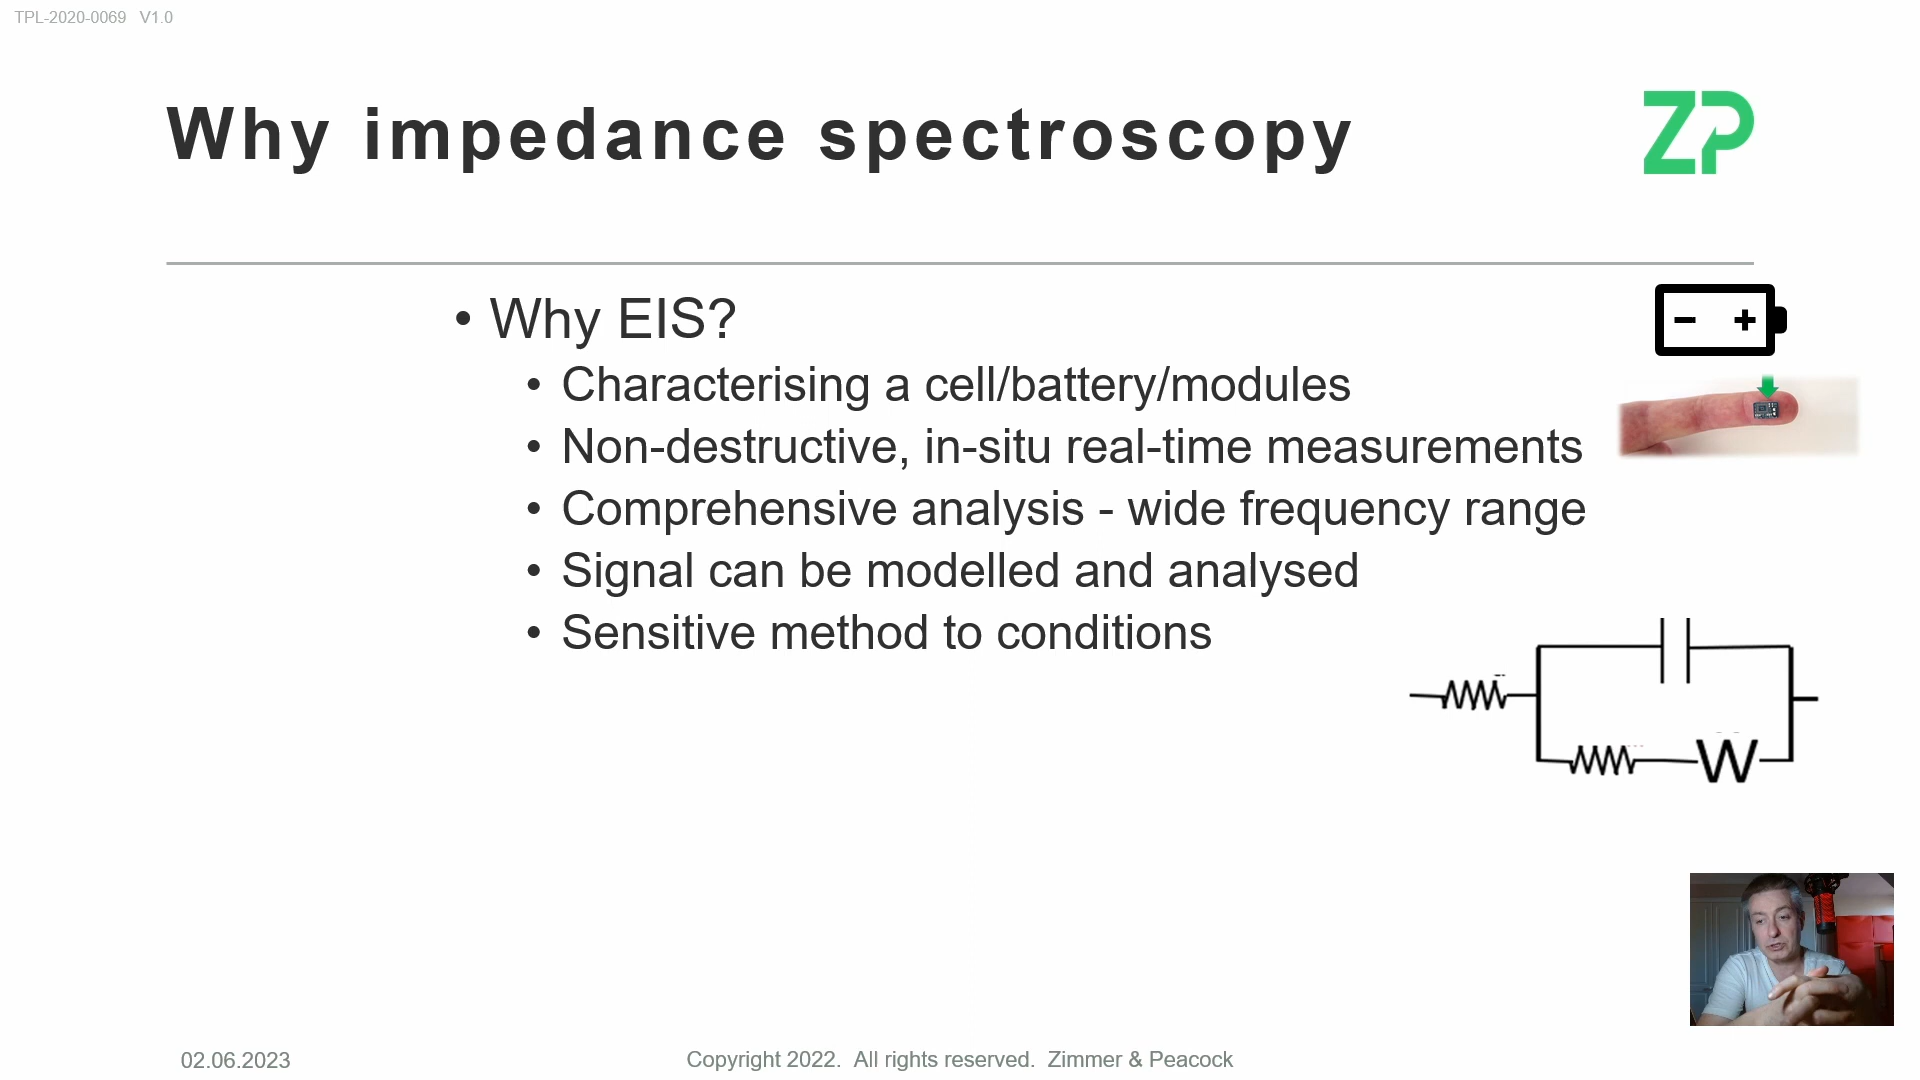 TPL-2020-0069 V1.0
Why impedance spectroscopy
ZP
• Why EIS?
• Characterising a cell/battery/modules
• Non-destructive, in-situ real-time measurements
• Comprehensive analysis - wide frequency range
• Signal can be modelled and analysed
• Sensitive method to conditions
− +
W
02.06.2023
Copyright 2022. All rights reserved. Zimmer & Peacock